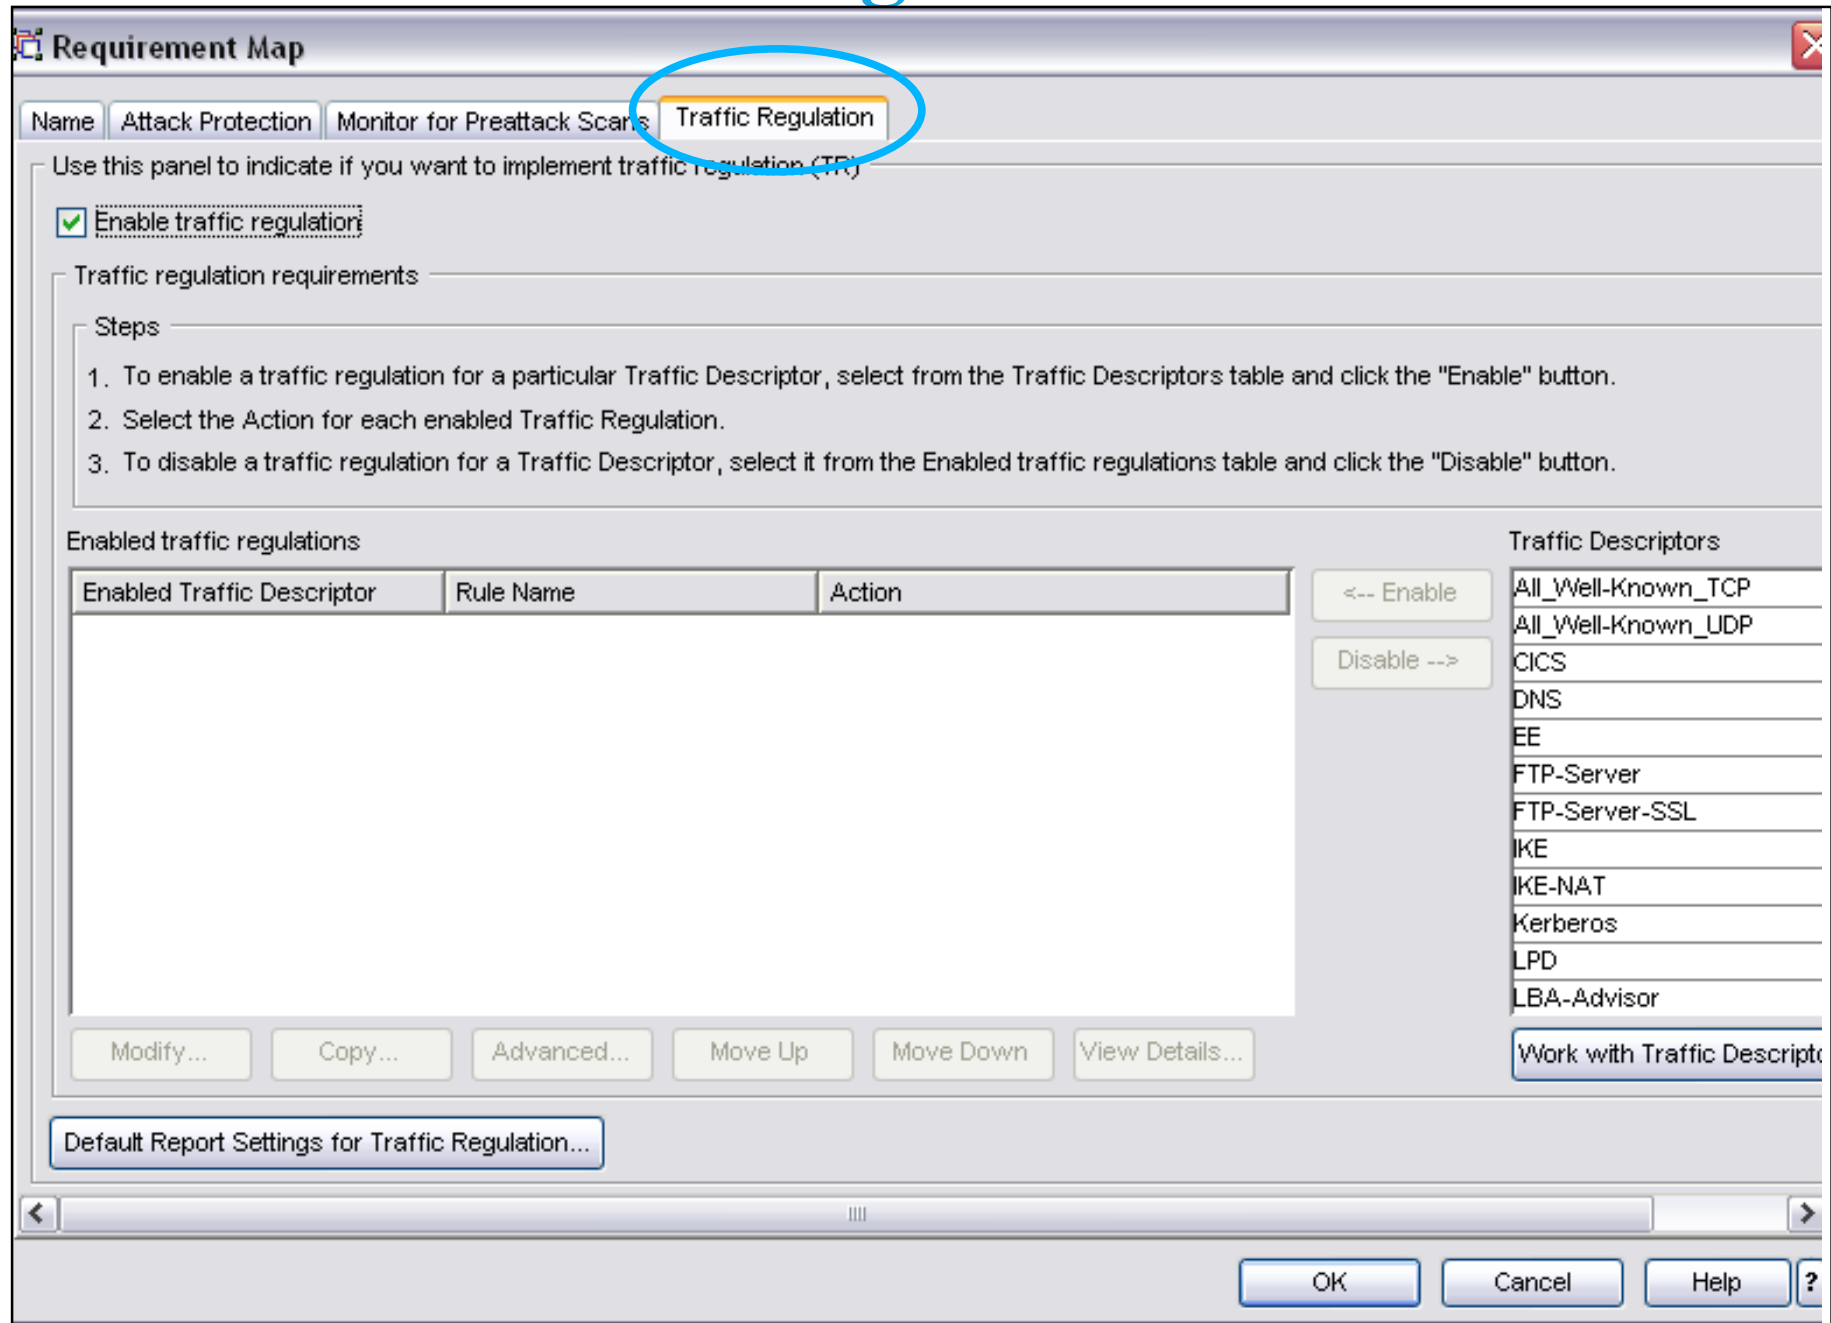 Requirement Map
Name
Attack Protection
Monitor for Preattack Scans
Traffic Regulation
Use this panel to indicate if you want to implement traffic regulation (TR)
Enable traffic regulation
Traffic regulation requirements
Steps
1. To enable a traffic regulation for a particular Traffic Descriptor, select from the Traffic Descriptors table and click the "Enable" button.
2. Select the Action for each enabled Traffic Regulation.
3. To disable a traffic regulation for a Traffic Descriptor, select it from the Enabled traffic regulations table and click the "Disable" button.
Enabled traffic regulations
Enabled Traffic Descriptor Rule Name Action
<-- Enable
Disable -->
Traffic Descriptors
All_Well-Known_TCP
All_Well-Known_UDP
CICS
DNS
EE
FTP-Server
FTP-Server-SSL
IKE
IKE-NAT
Kerberos
LPD
LBA-Advisor
Modify... Copy... Advanced... Move Up Move Down View Details...
Work with Traffic Descripto
Default Report Settings for Traffic Regulation...
OK Cancel Help ?